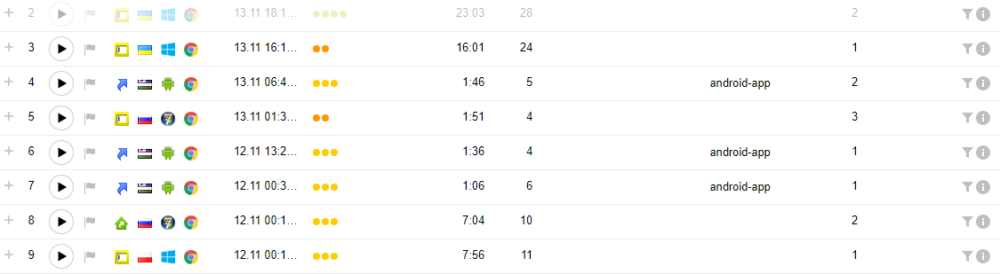 2 13.11 18:1... 23:03 28 2
3 13.11 16:1... 16:01 24 1
4 13.11 06:4... 1:46 5 android-app 2
5 13.11 01:3... 1:51 4 3
6 12.11 13:2... 1:36 4 android-app 1
7 12.11 00:3... 1:06 6 android-app 1
8 12.11 00:1... 7:04 10 2
9 12.11 00:1... 7:56 11 1